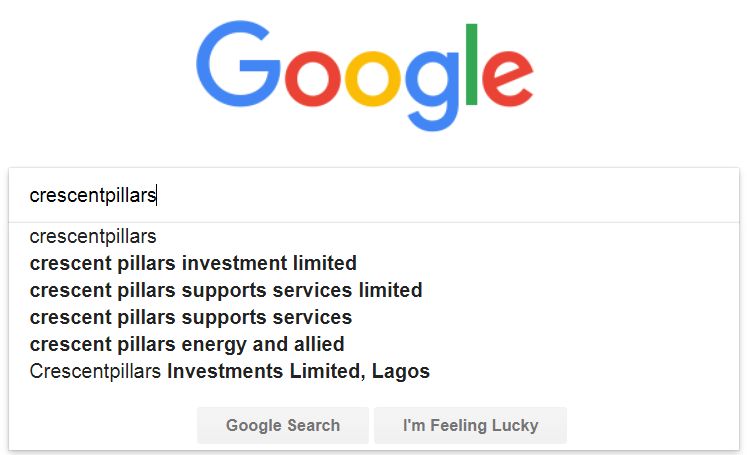 Google
crescentpillars
crescentpillars
crescent pillars investment limited
crescent pillars supports services limited
crescent pillars supports services
crescent pillars energy and allied
Crescentpillars Investments Limited, Lagos
Google Search I'm Feeling Lucky